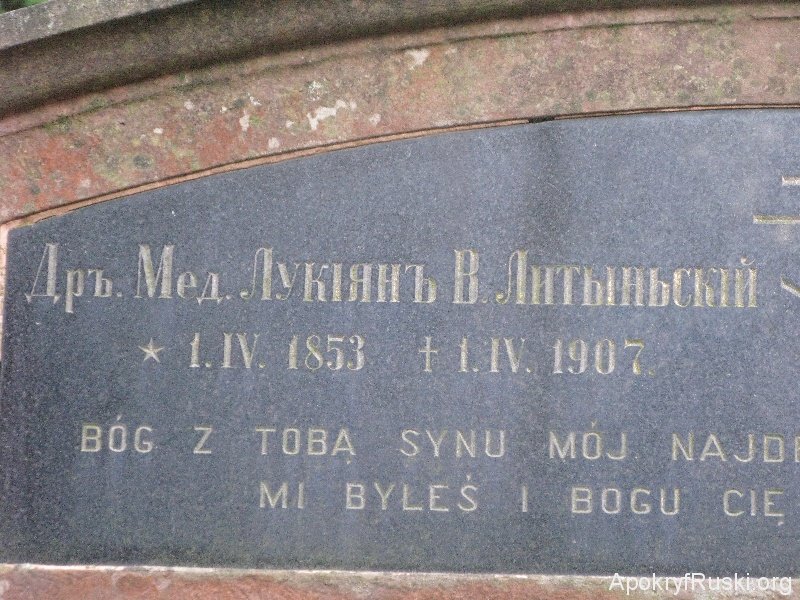 Дръ. Мед. Лукіянъ В. Литыньскій
★ 1. IV. 1853 † 1. IV. 1907.
BÓG Z TOBĄ SYNU MÓJ. NAJD
MI BYŁEŚ I BOGU CIĘ
ApokryfRuski.org